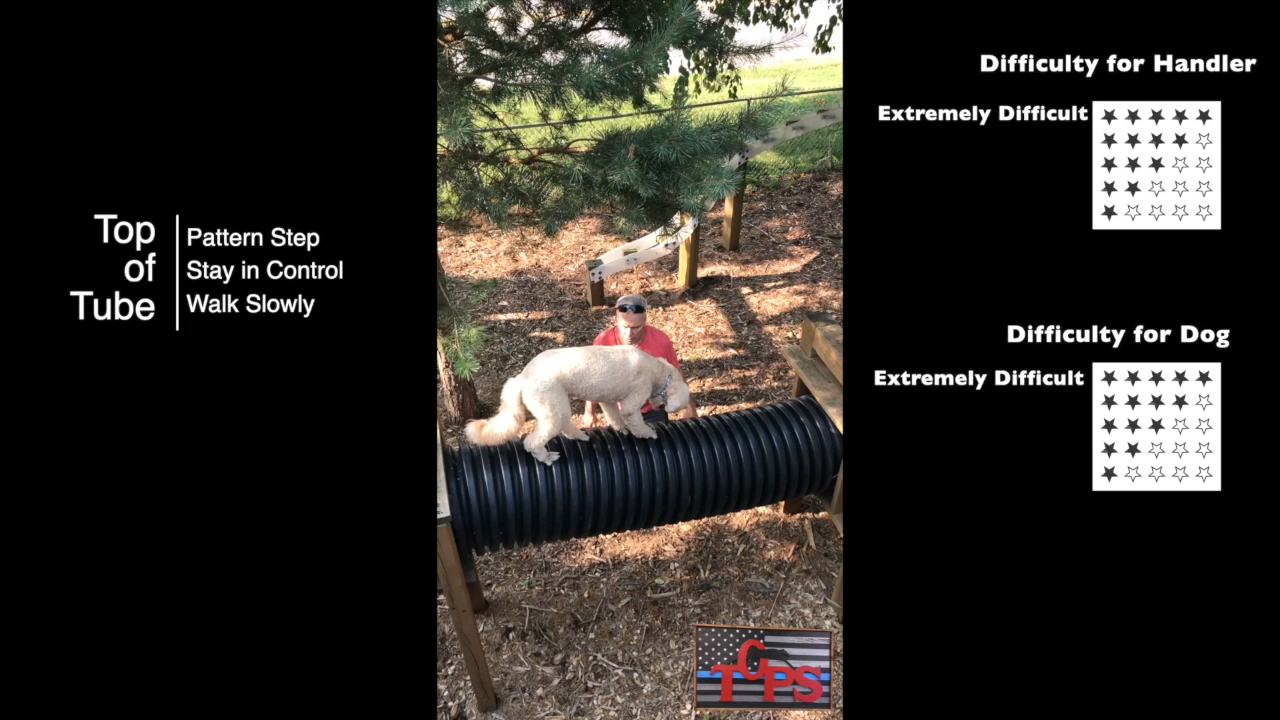 Top
of
Tube
Pattern Step
Stay in Control
Walk Slowly
Difficulty for Handler
Extremely Difficult
Difficulty for Dog
Extremely Difficult
TCPS